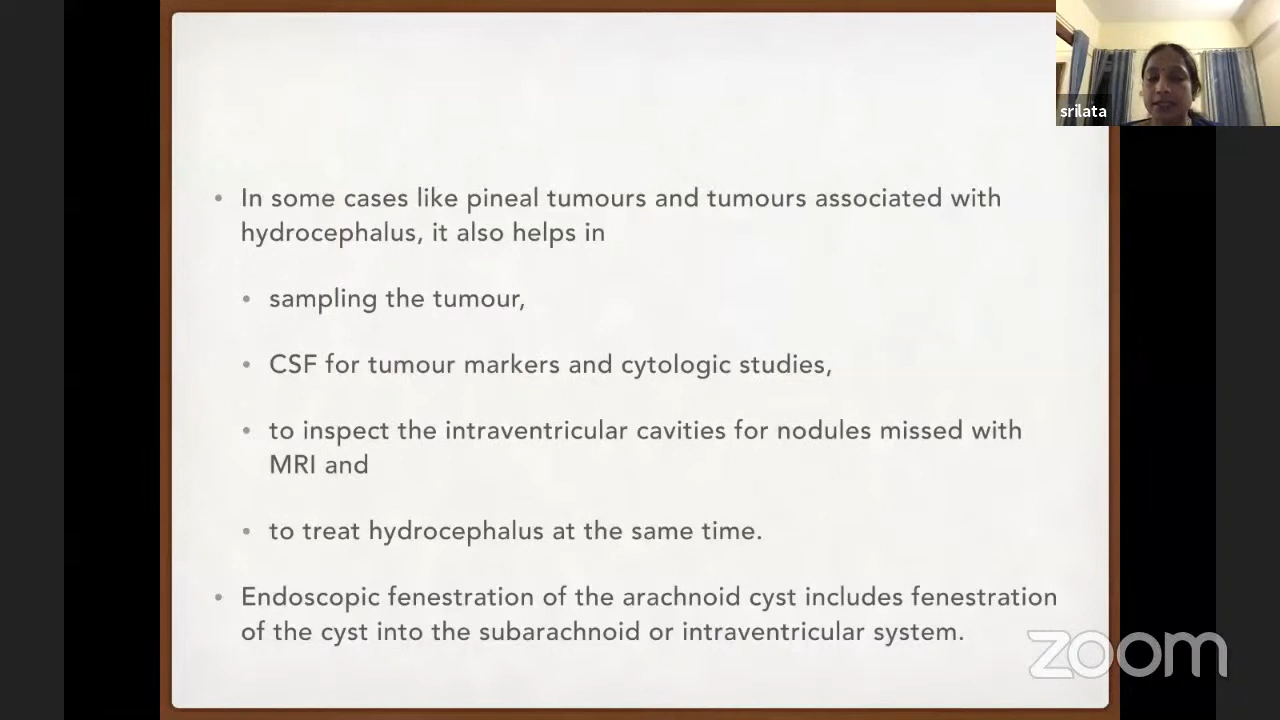 srilata
• In some cases like pineal tumours and tumours associated with
hydrocephalus, it also helps in
• sampling the tumour,
• CSF for tumour markers and cytologic studies,
• to inspect the intraventricular cavities for nodules missed with
MRI and
• to treat hydrocephalus at the same time.
• Endoscopic fenestration of the arachnoid cyst includes fenestration
of the cyst into the subarachnoid or intraventricular system.
zoom